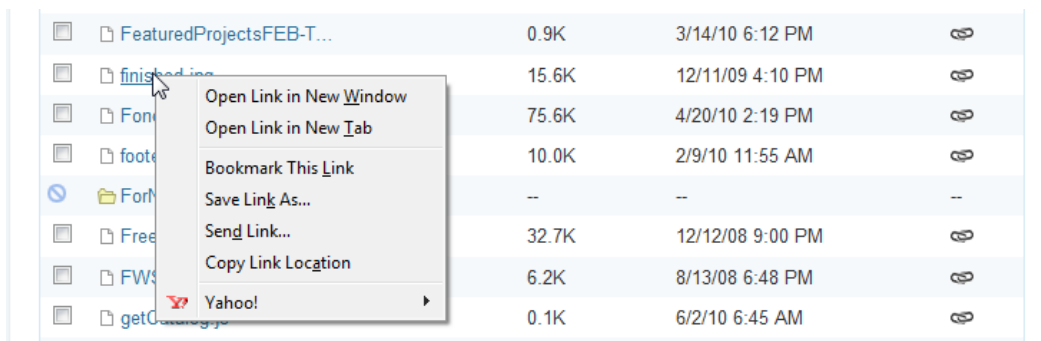 FeaturedProjectsFEB-T... 0.9K 3/14/10 6:12 PM
15.6K 12/11/09 4:10 PM
Open Link in New Window
75.6K 4/20/10 2:19 PM
Open Link in New Tab
10.0K 2/9/10 11:55 AM
Bookmark This Link
-- -- --
Save Link As...
Send Link...
32.7K 12/12/08 9:00 PM
Copy Link Location
6.2K 8/13/08 6:48 PM
Yahoo!
0.1K 6/2/10 6:45 AM